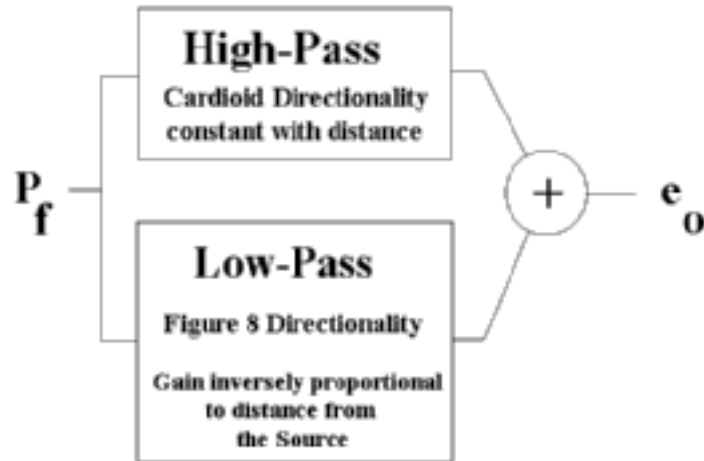 High-Pass
Cardioid Directionality
constant with distance
P
f
+
e
o
Low-Pass
Figure 8 Directionality
Gain inversely proportional
to distance from
the Source